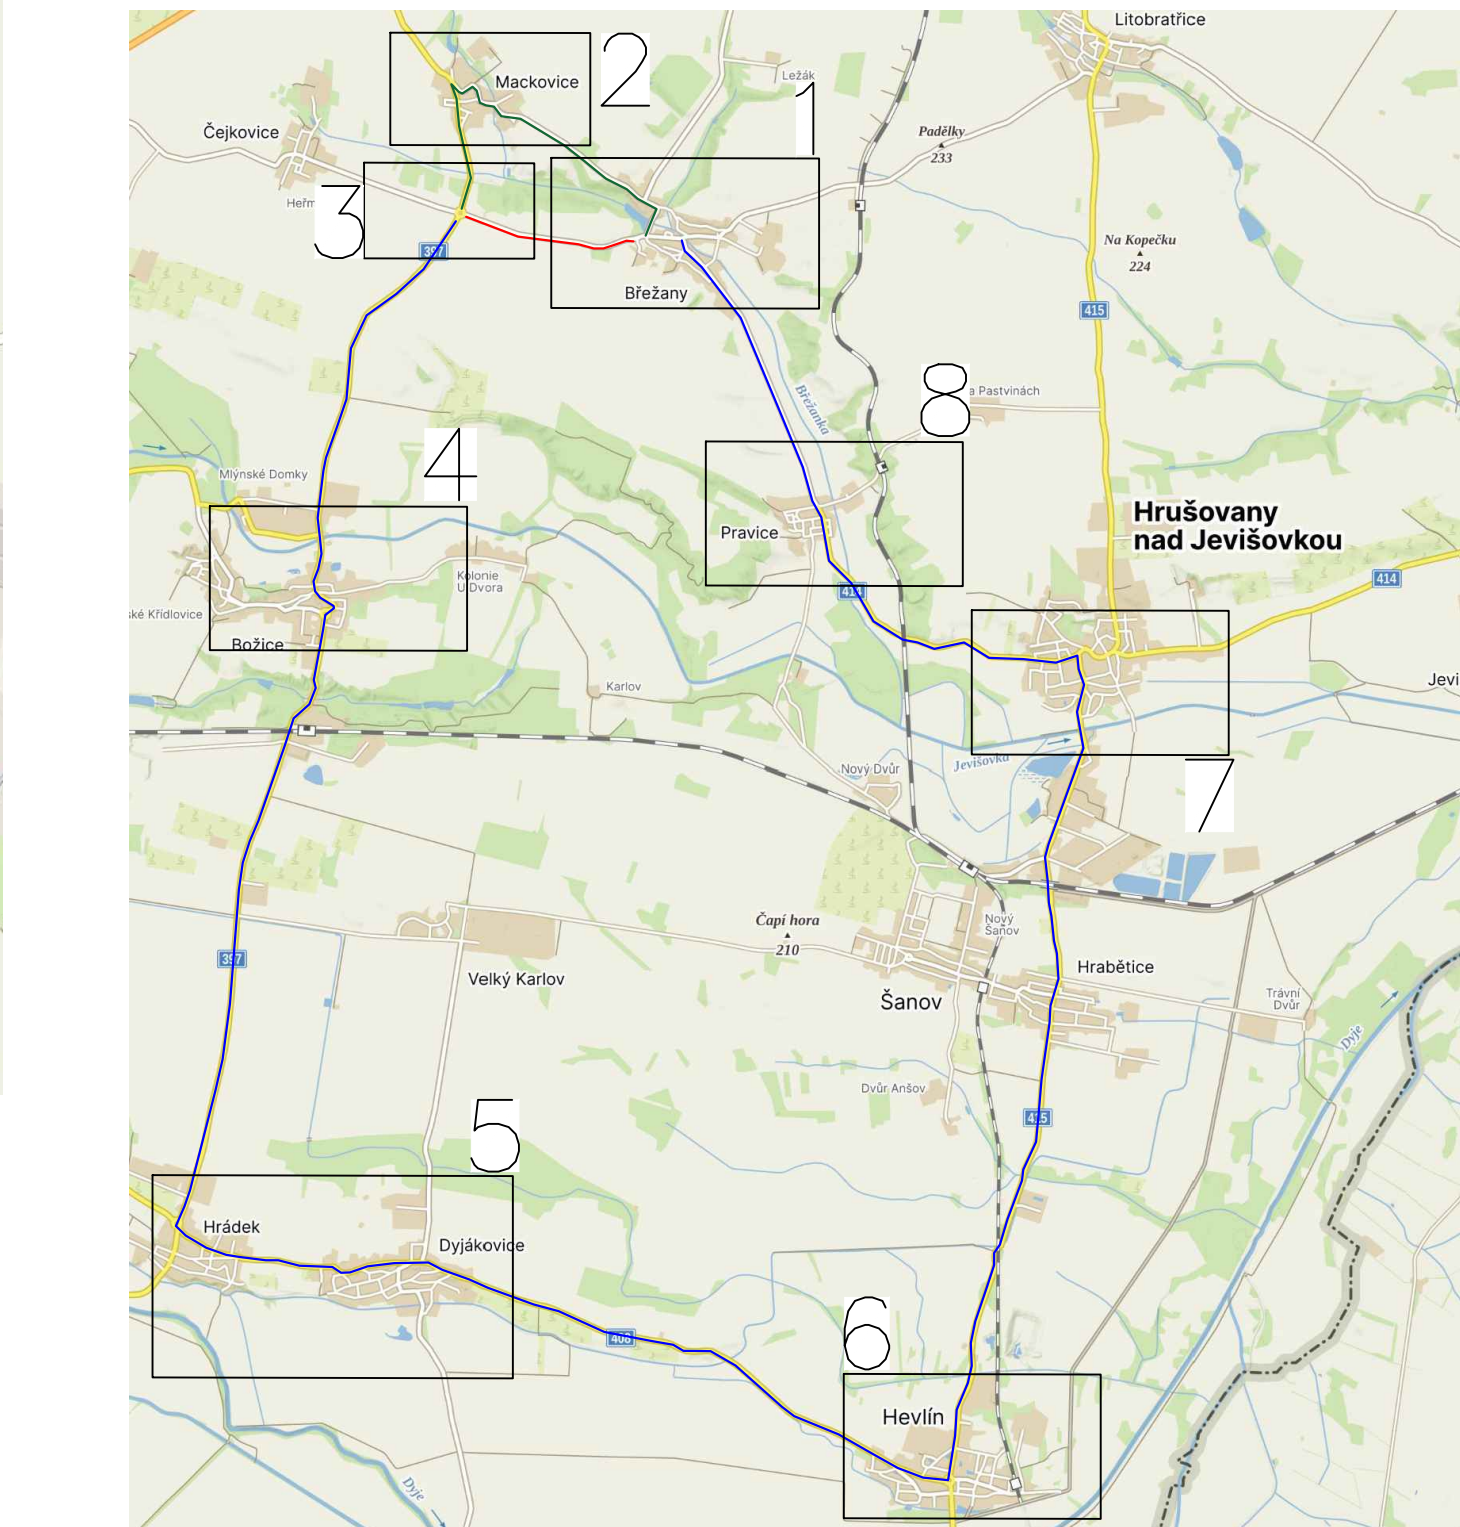 Litobratřice
Mackovice
2
Ležák
1
Čejkovice
Padělky
233
Heřm
3
397
Na Kopečku
224
Břežany
415
8
a Pastvinách
Břežanka
4
Mlýnské Domky
Hrušovany
nad Jevišovkou
Pravice
Kolonie
U Dvora
414
414
ské Křídlovice
Božice
Karlov
Jevi
Jevišovka
Nový Dvůr
7
Čapí hora
210
Nový
Šanov
397
Velký Karlov
Hrabětice
Šanov
Trávní
Dvůr
Dyje
Dvůr Anšov
415
5
Hrádek
Dyjákovice
6
408
Hevlín
Dyje